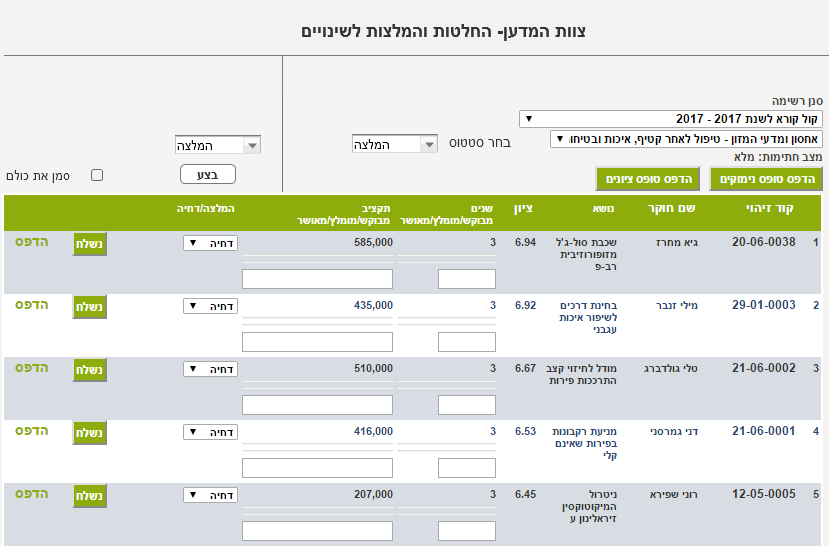 צוות המדען- החלטות והמלצות לשינויים
סנן רשימה
קול קורא לשנת 2017 - 2017
אחסון ומדעי המזון - טיפול לאחר קטיף, איכות ובטיחו
מצב חתימות: מלא
בחר סטטוס המלצה
המלצה
הדפס טופס נימוקים הדפס טופס ציונים
בצע
סמן את כולם
קוד זיהוי שם חוקר נושא ציון שנים מבוקש/מומלץ/מאושר תקציב מבוקש/מומלץ/מאושר המלצה/דחיה
1 20-06-0038 גיא מחרז שכבת סול-ג'ל 6.94 3 585,000 דחיה נשלח הדפס
מזופורוזיבית
רב-פ
2 29-01-0003 מילי זנבר בחינת דרכים 6.92 3 435,000 דחיה נשלח הדפס
לשיפור איכות
עגבני
3 21-06-0002 טלי גולדברג מודל לחיזוי קצב 6.67 3 510,000 דחיה נשלח הדפס
התרככות פירות
4 21-06-0001 דני גמרסני מניעת רקבונות 6.53 3 416,000 דחיה נשלח הדפס
בפירות שאינם
קלי
5 12-05-0005 רוני שפירא ניטרול 6.45 3 207,000 דחיה נשלח הדפס
המיקוטוקסין
זיראלינון ע